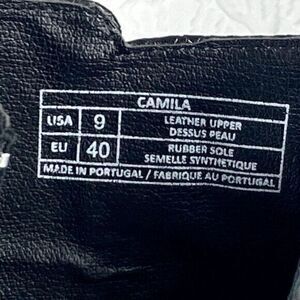 CAMILA
USA 9 LEATHER UPPER
DESSUS PEAU
EU 40 RUBBER SOLE
SEMELLE SYNTHETIQUE
MADE IN PORTUGAL / FABRIQUE AU PORTUGAL